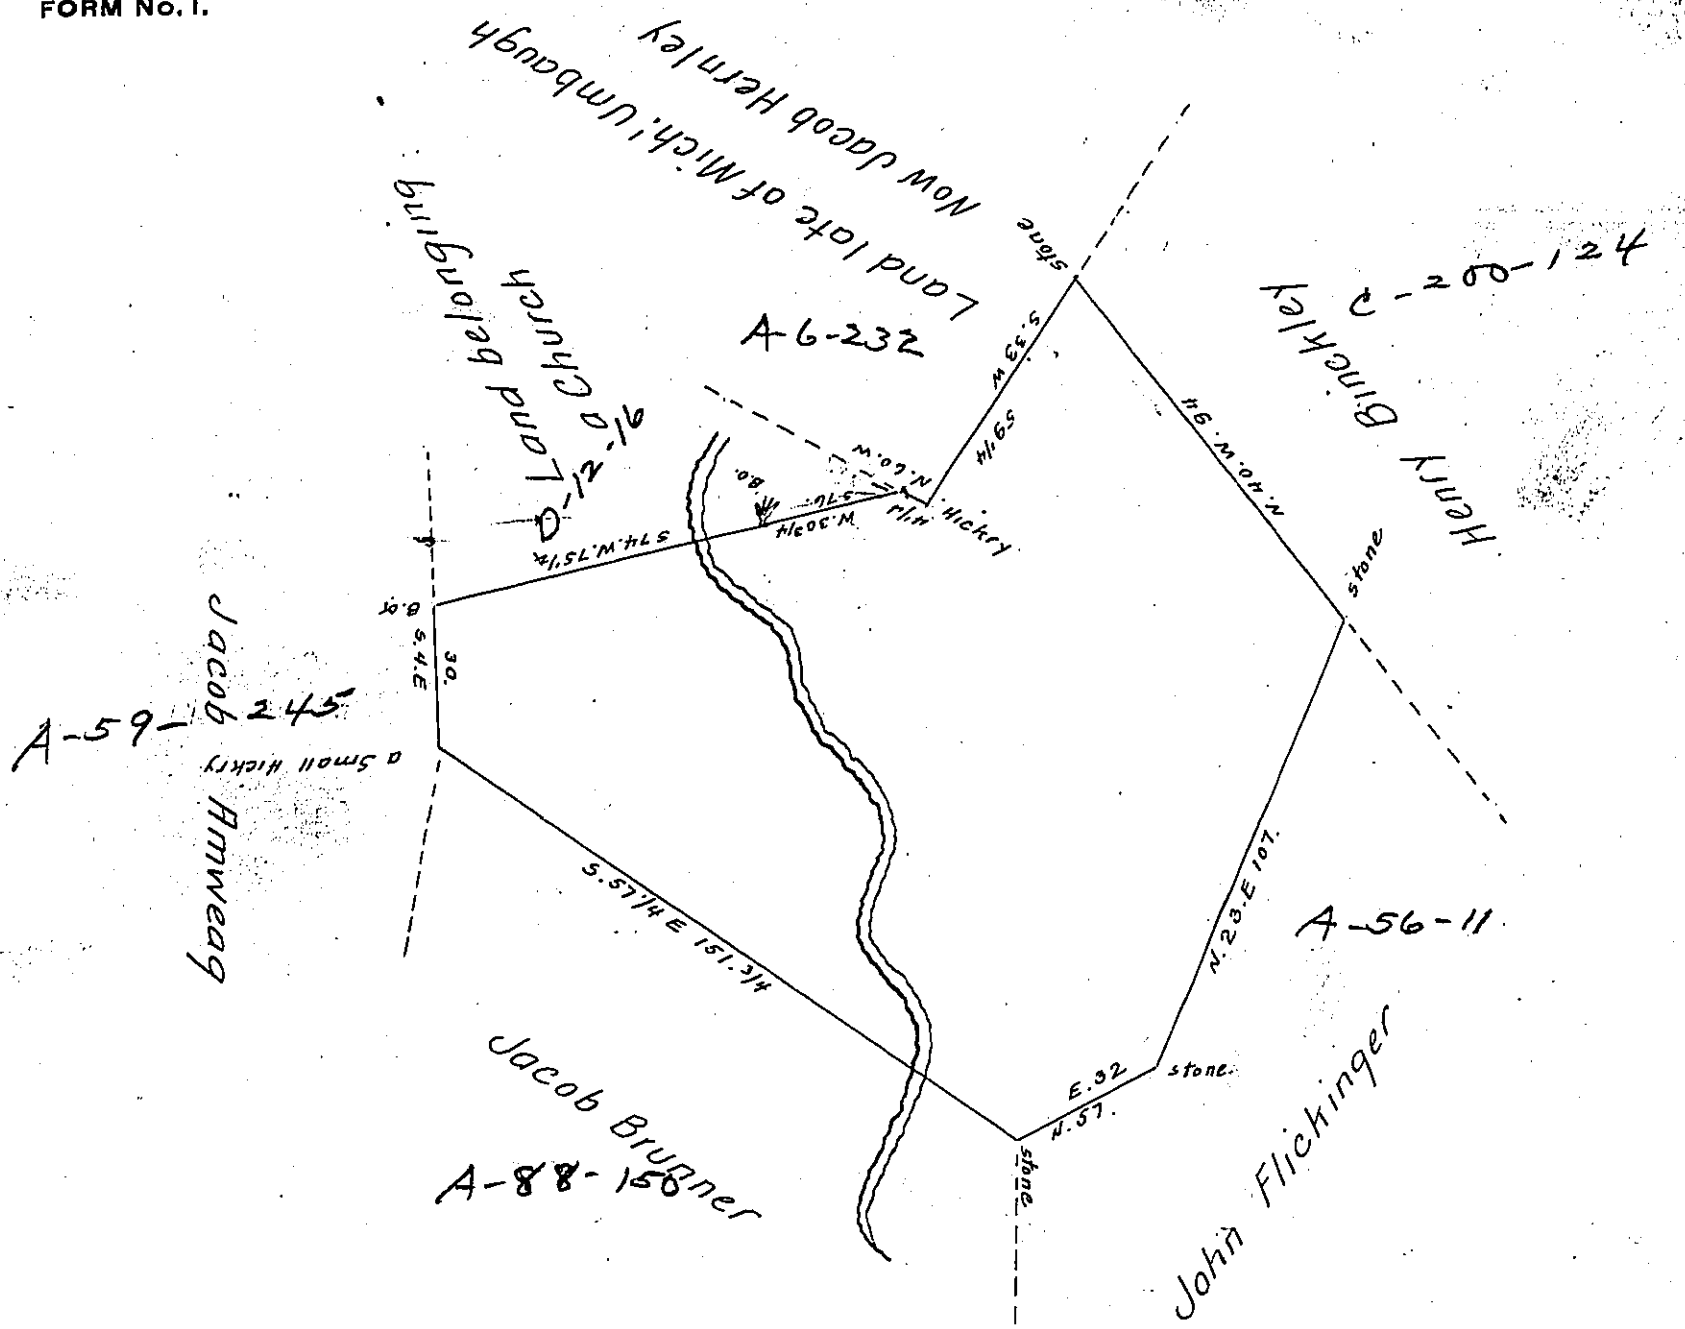 FORM No. 1.
Land late of Mich! Umbaugh
Now Jacob Hernley
A-6-232
Land belonging
a Church
D-12-16
stone
S. 33 W
59 1/4
N. 60. W
Hickry
S 76.
W. 30 3/4
B.O.
S 74. W. 75 1/2
S. 4. E
30.
a Small Hickry
Jacob Amweag
A-59-245
S. 57 1/4 E 151. 3/4
Jacob Brunner
A-88-150
stone
N. 57.
E. 32
stone.
N. 23. E 107.
A-56-11
John Flickinger
stone
N. 40. W. 94
Henry Binckley
C-200-124